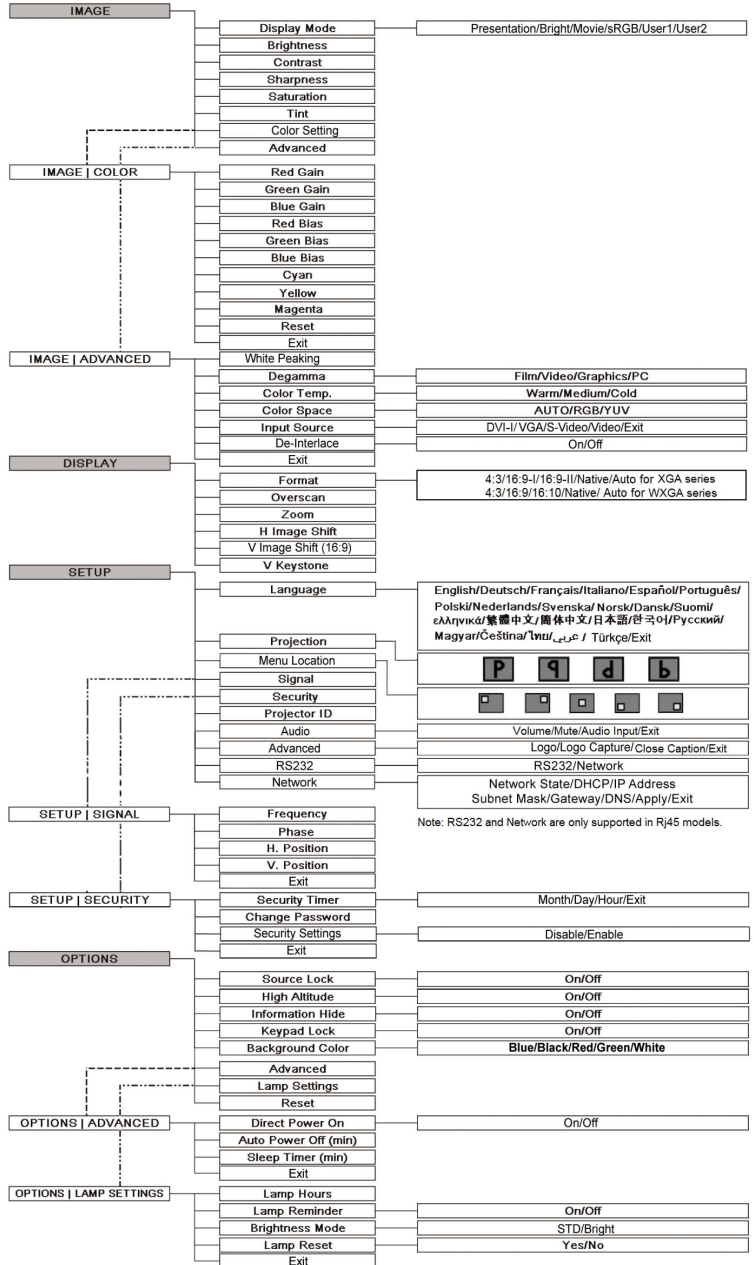 IMAGE
Display Mode
Presentation/Bright/Movie/sRGB/User1/User2
Brightness
Contrast
Sharpness
Saturation
Tint
Color Setting
Advanced
IMAGE | COLOR
Red Gain
Green Gain
Blue Gain
Red Bias
Green Bias
Blue Bias
Cyan
Yellow
Magenta
Reset
Exit
IMAGE | ADVANCED
White Peaking
Degamma
Film/Video/Graphics/PC
Color Temp.
Warm/Medium/Cold
Color Space
AUTO/RGB/YUV
Input Source
DVI-I/VGA/S-Video/Video/Exit
De-Interlace
On/Off
Exit
DISPLAY
Format
4:3/16:9-I/16:9-II/Native/Auto for XGA series
4:3/16:9/16:10/Native/ Auto for WXGA series
Overscan
Zoom
H Image Shift
V Image Shift (16:9)
V Keystone
SETUP
Language
English/Deutsch/Français/Italiano/Español/Português/
Polski/Nederlands/Svenska/Norsk/Dansk/Suomi/
ελληνικά/繁體中文/简体中文/日本語/한국어/Русский/
Magyar/Čeština/ไทย/عربي/ Türkçe/Exit
Projection
Menu Location
Signal
Security
Projector ID
Audio
Volume/Mute/Audio Input/Exit
Advanced
Logo/Logo Capture/Close Caption/Exit
RS232
RS232/Network
Network
Network State/DHCP/IP Address
Subnet Mask/Gateway/DNS/Apply/Exit
Note: RS232 and Network are only supported in Rj45 models.
SETUP | SIGNAL
Frequency
Phase
H. Position
V. Position
Exit
SETUP | SECURITY
Security Timer
Month/Day/Hour/Exit
Change Password
Security Settings
Disable/Enable
Exit
OPTIONS
Source Lock
On/Off
High Altitude
On/Off
Information Hide
On/Off
Keypad Lock
On/Off
Background Color
Blue/Black/Red/Green/White
Advanced
Lamp Settings
Reset
OPTIONS | ADVANCED
Direct Power On
On/Off
Auto Power Off (min)
Sleep Timer (min)
Exit
OPTIONS | LAMP SETTINGS
Lamp Hours
Lamp Reminder
On/Off
Brightness Mode
STD/Bright
Lamp Reset
Yes/No
Exit